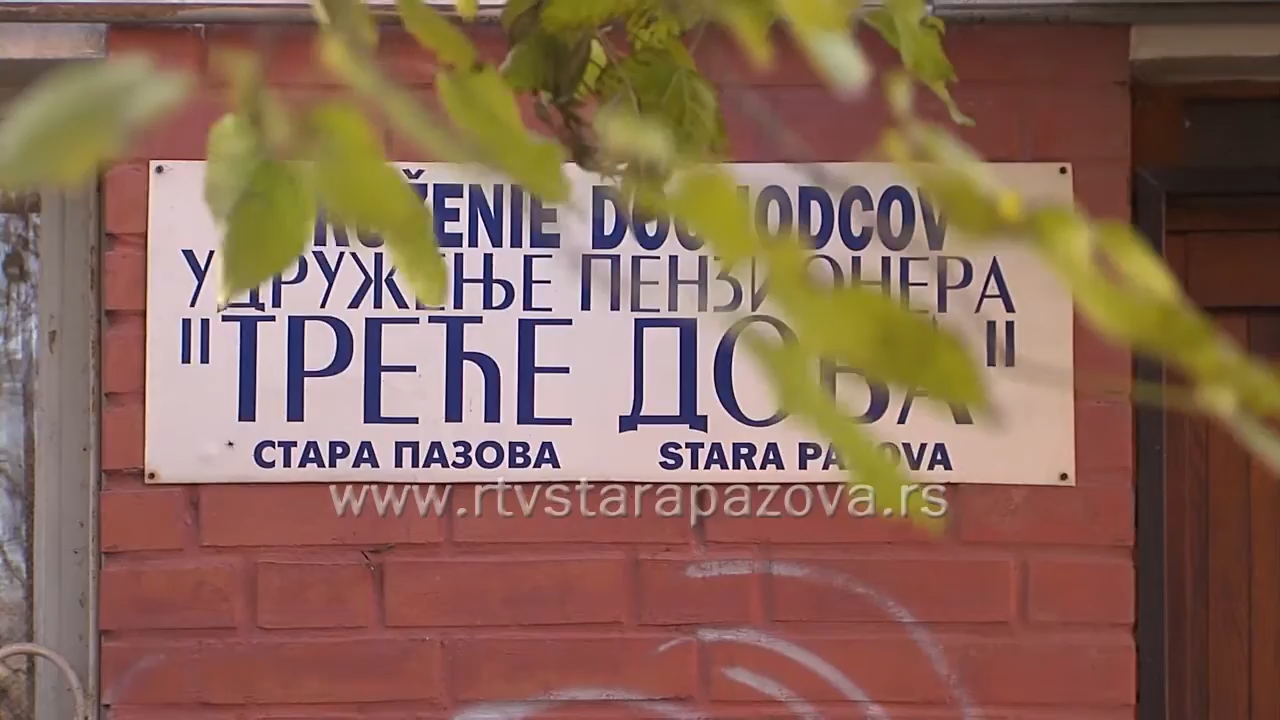 УДРУЖЕЊЕ ПЕНЗИОНЕРА
"ТРЕЋЕ ДОБА"
СТАРА ПАЗОВА STARA PAZOVA
www.rtvstarapazova.rs